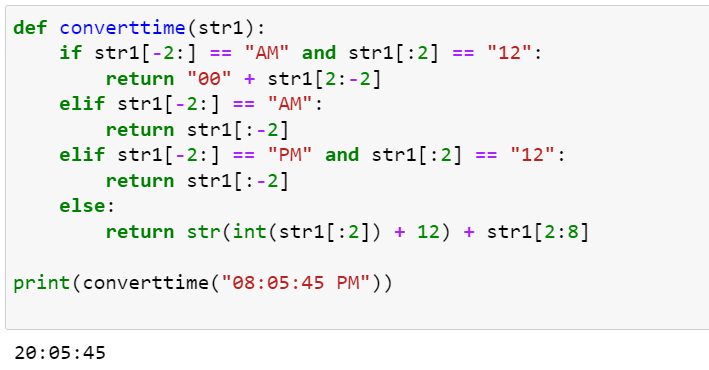 def converttime(str1):
    if str1[-2:] == "AM" and str1[:2] == "12":
        return "00" + str1[2:-2]
    elif str1[-2:] == "AM":
        return str1[:-2]
    elif str1[-2:] == "PM" and str1[:2] == "12":
        return str1[:-2]
    else:
        return str(int(str1[:2]) + 12) + str1[2:8]
print(converttime("08:05:45 PM"))
20:05:45